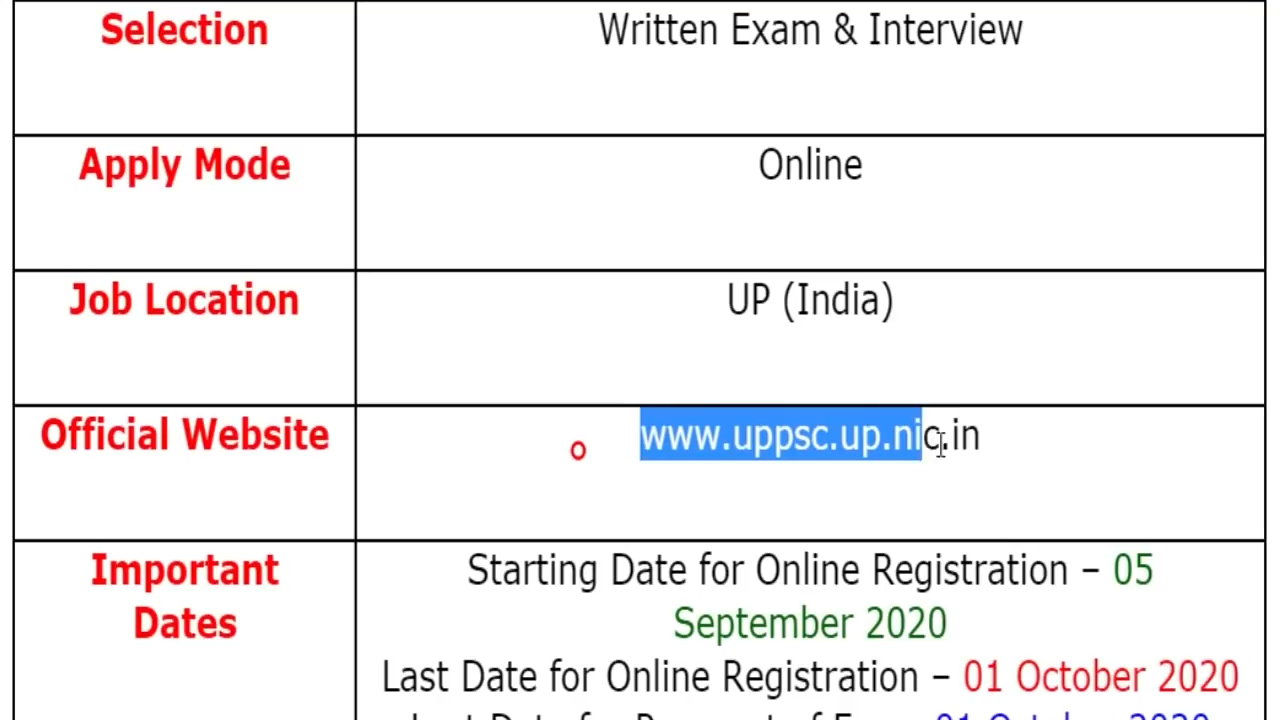 Selection
Written Exam & Interview
Apply Mode
Online
Job Location
UP (India)
Official Website
www.uppsc.up.nic.in
Important
Dates
Starting Date for Online Registration – 05
September 2020
Last Date for Online Registration – 01 October 2020